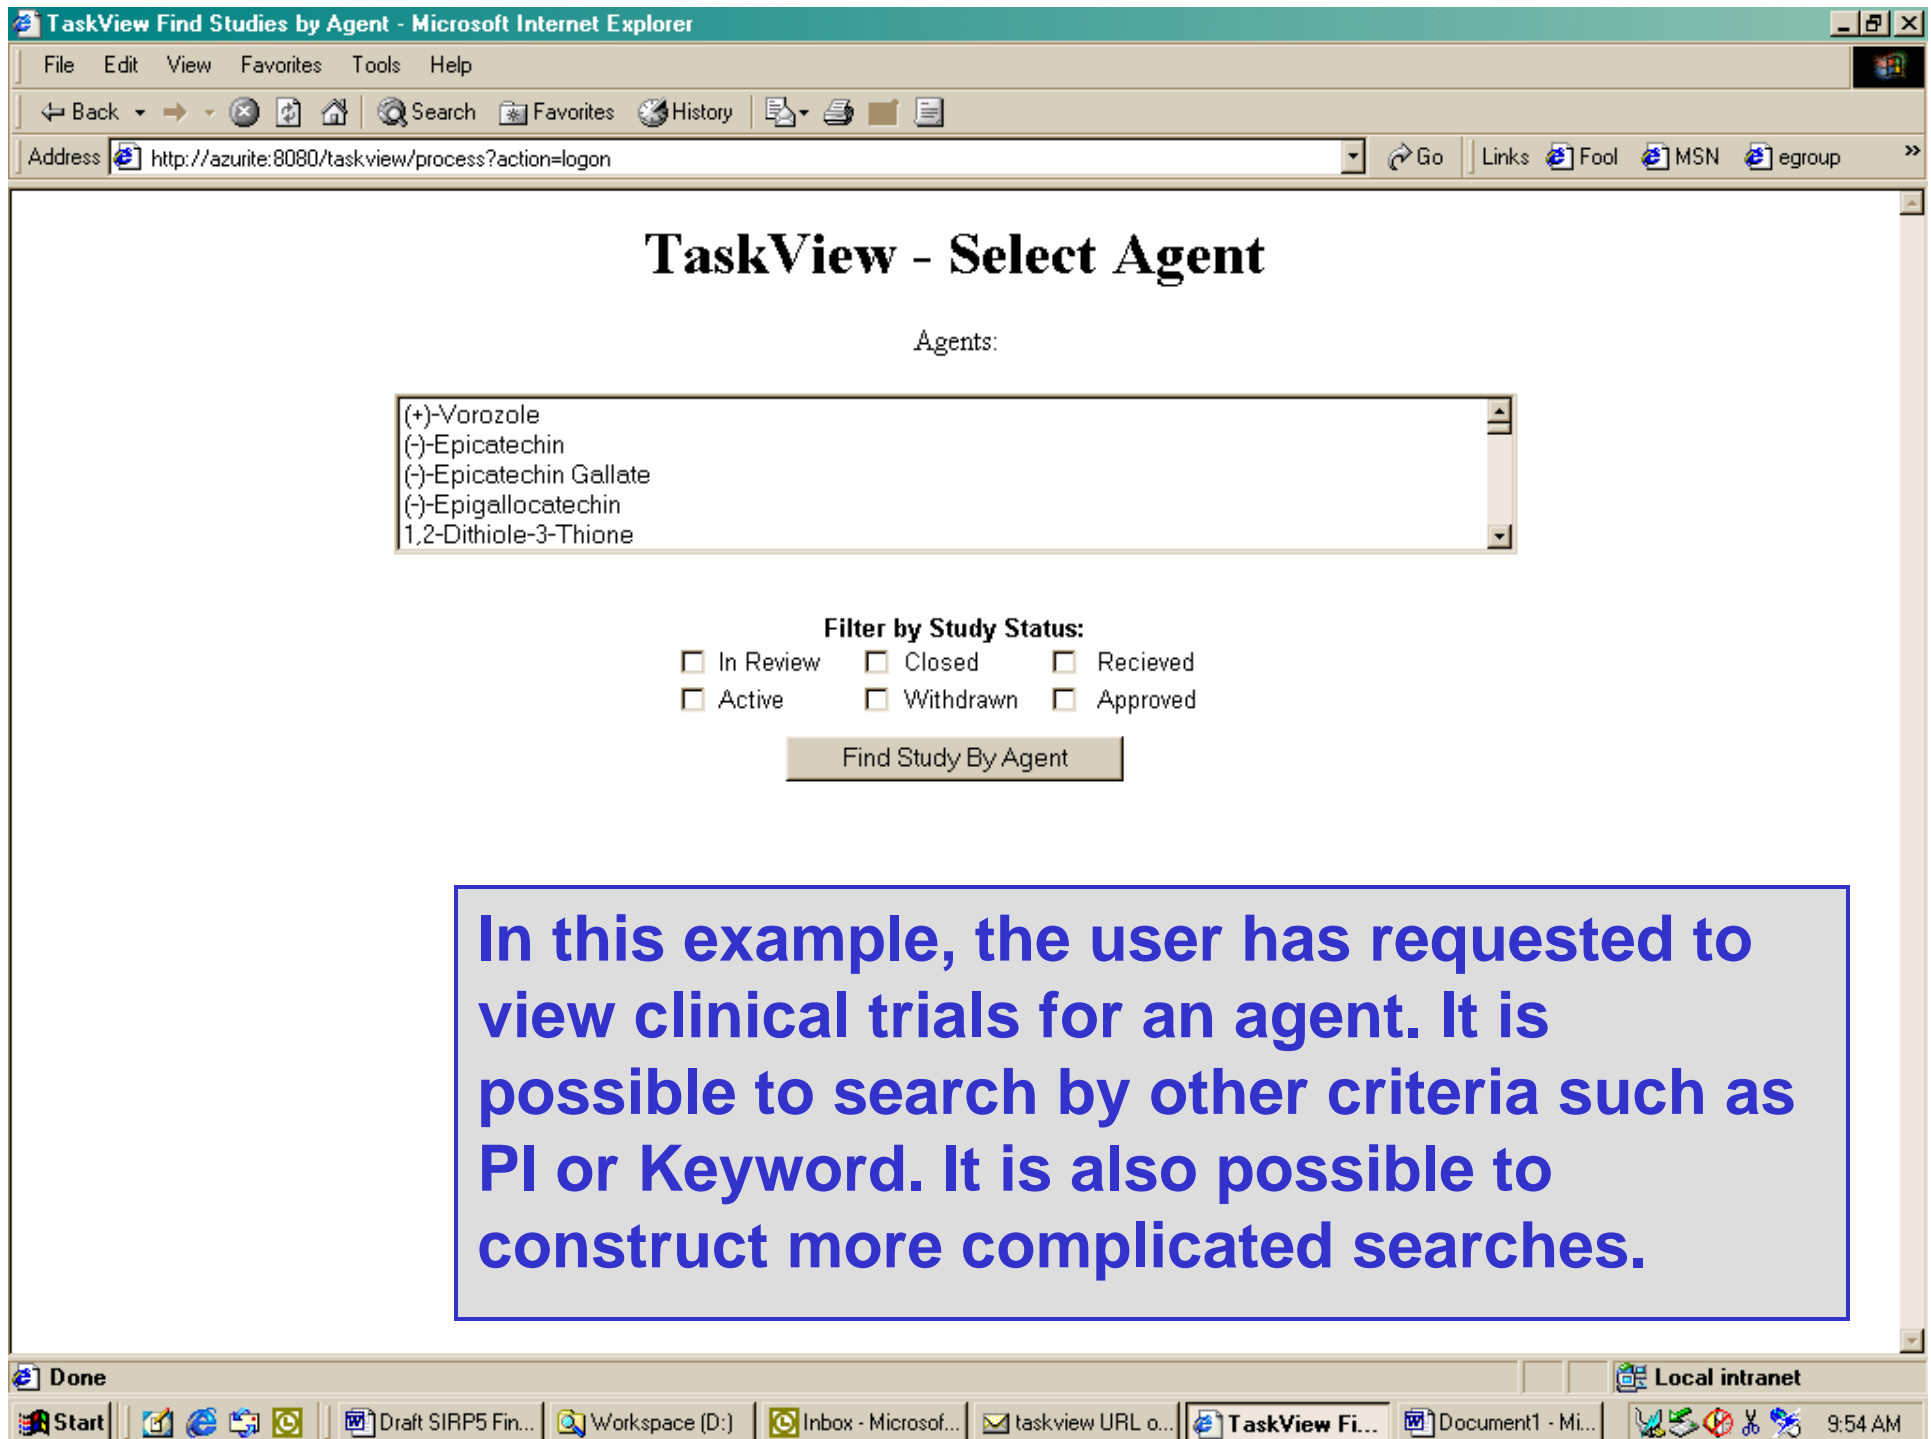 TaskView Find Studies by Agent - Microsoft Internet Explorer
File Edit View Favorites Tools Help
Back Search Favorites History
Address http://azurite:8080/taskview/process?action=logon Go Links Fool MSN egroup »
TaskView - Select Agent
Agents:
(+)-Vorozole
(-)-Epicatechin
(-)-Epicatechin Gallate
(-)-Epigallocatechin
1,2-Dithiole-3-Thione
Filter by Study Status:
In Review Closed Recieved
Active Withdrawn Approved
Find Study By Agent
In this example, the user has requested to
view clinical trials for an agent. It is
possible to search by other criteria such as
PI or Keyword. It is also possible to
construct more complicated searches.
Done Local intranet
Start Draft SIRP5 Fin... Workspace (D:) Inbox - Microsof... taskview URL o... TaskView Fi... Document1 - Mi... 9:54 AM